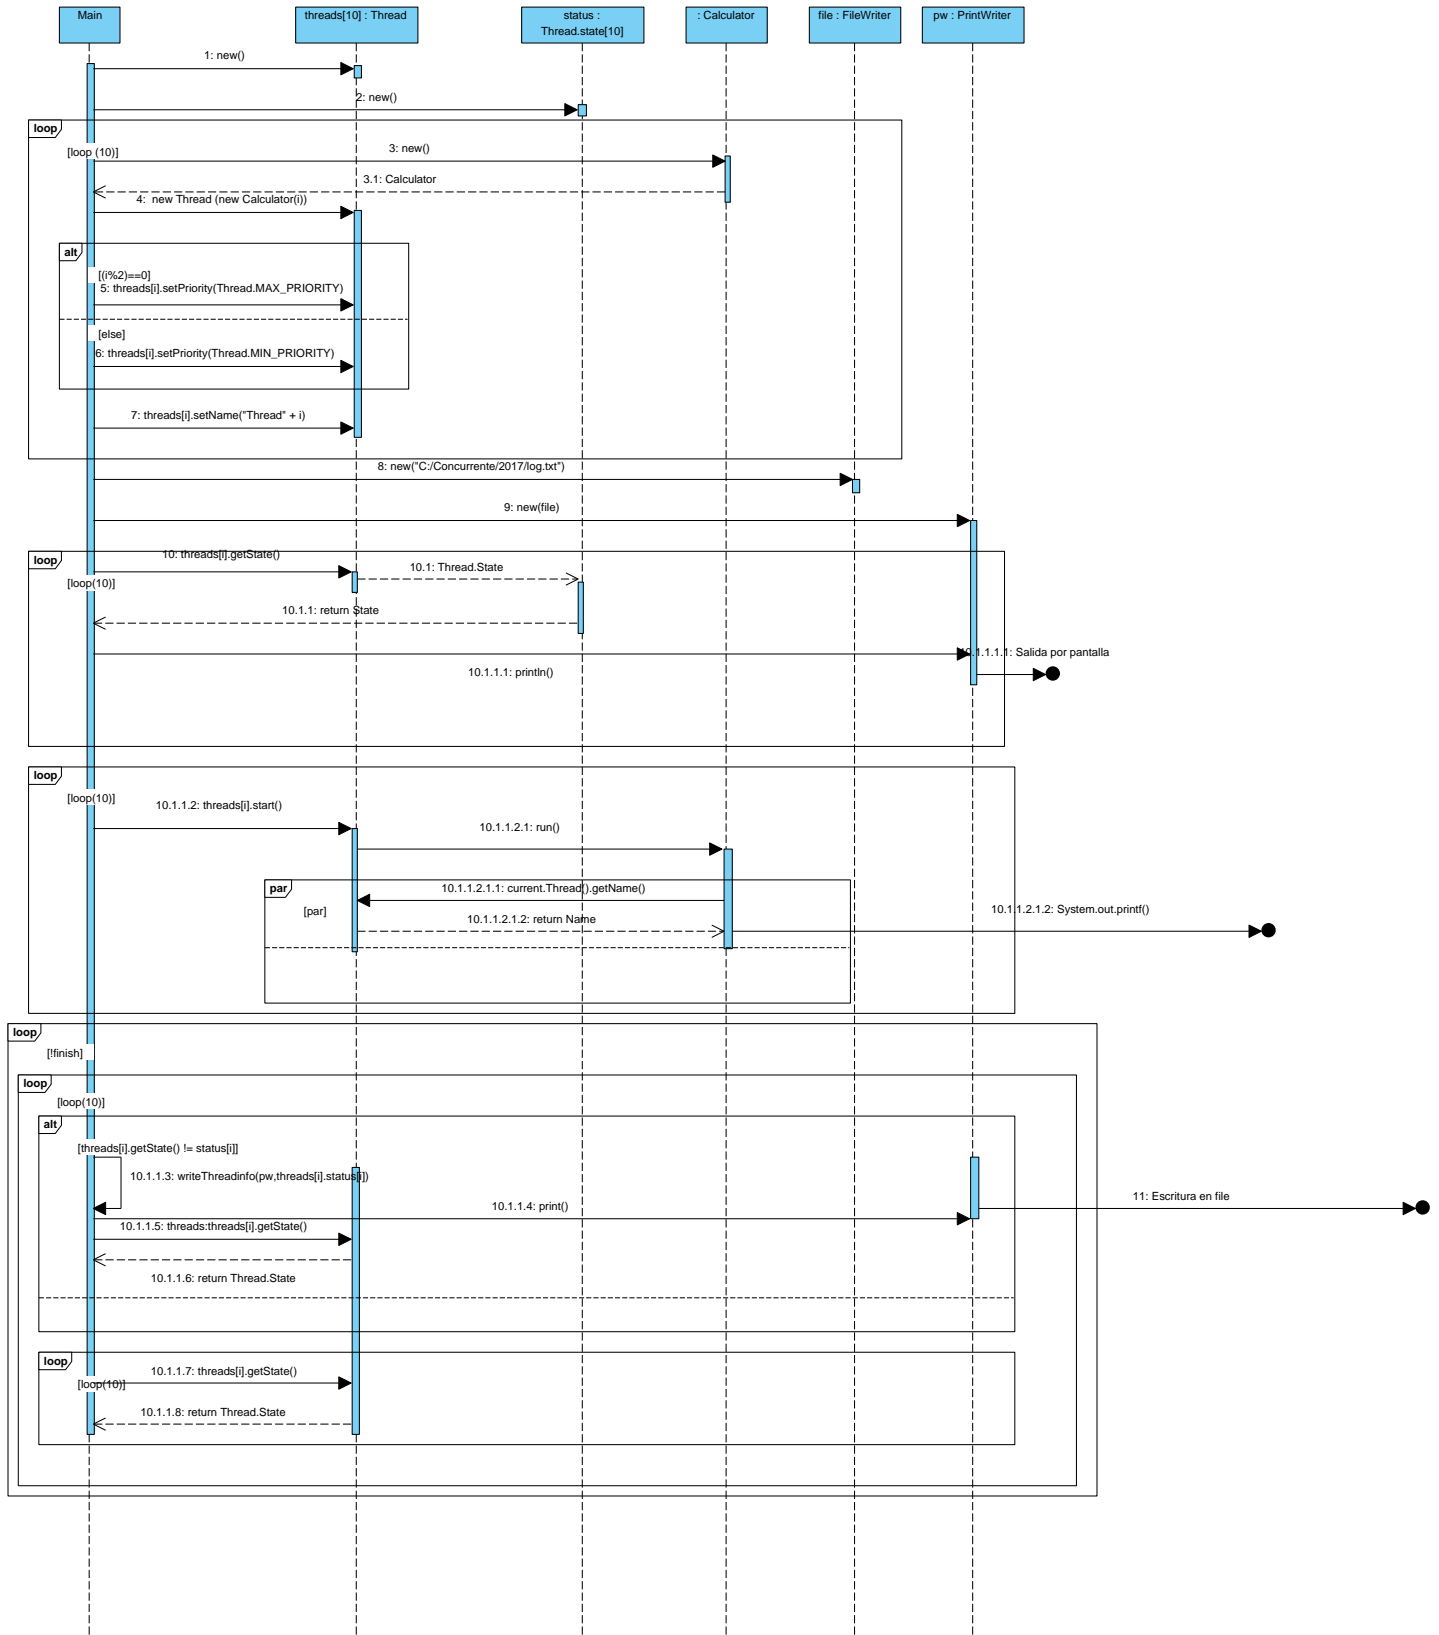 Main
threads[10] : Thread
status :
Thread.state[10]
: Calculator
file : FileWriter
pw : PrintWriter
1: new()
2: new()
loop
[loop (10)]
3: new()
3.1: Calculator
4:  new Thread (new Calculator(i))
alt
[(i%2)==0]
5: threads[i].setPriority(Thread.MAX_PRIORITY)
[else]
6: threads[i].setPriority(Thread.MIN_PRIORITY)
7: threads[i].setName("Thread" + i)
8: new("C:/Concurrente/2017/log.txt")
9: new(file)
loop
10: threads[i].getState()
[loop(10)]
10.1: Thread.State
10.1.1: return State
10.1.1.1.1: Salida por pantalla
10.1.1.1: println()
loop
[loop(10)]
10.1.1.2: threads[i].start()
10.1.1.2.1: run()
par
10.1.1.2.1.1: current.Thread().getName()
[par]
10.1.1.2.1.2: return Name
10.1.1.2.1.2: System.out.printf()
loop
[!finish]
loop
[loop(10)]
alt
[threads[i].getState() != status[i]]
10.1.1.3: writeThreadinfo(pw,threads[i].status[i])
10.1.1.4: print()
11: Escritura en file
10.1.1.5: threads:threads[i].getState()
10.1.1.6: return Thread.State
loop
10.1.1.7: threads[i].getState()
[loop(10)]
10.1.1.8: return Thread.State